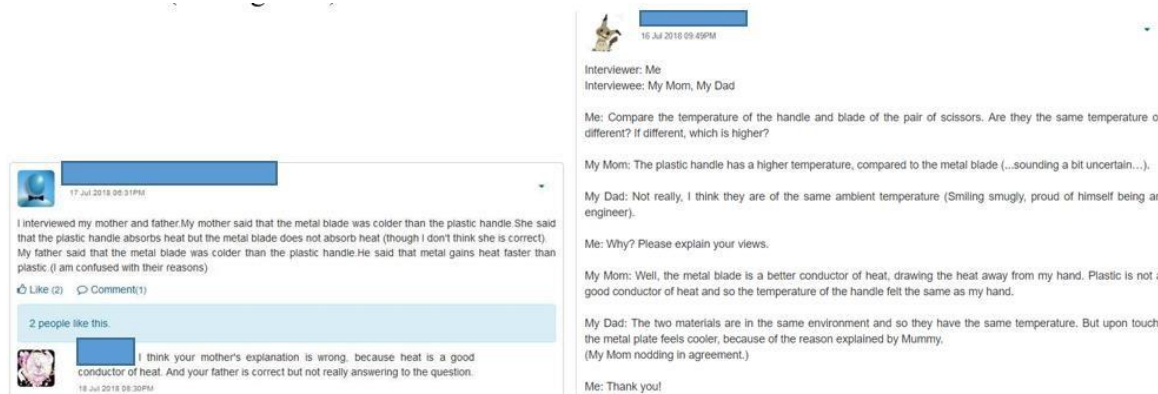 17 Jul 2018 06:31PM
I interviewed my mother and father.My mother said that the metal blade was colder than the plastic handle.She said
that the plastic handle absorbs heat but the metal blade does not absorb heat (though I don't think she is correct).
My father said that the metal blade was colder than the plastic handle.He said that metal gains heat faster than
plastic.(I am confused with their reasons)
Like (2) Comment(1)
2 people like this.
I think your mother's explanation is wrong, because heat is a good
conductor of heat. And your father is correct but not really answering to the question.
18 Jul 2018 08:30PM
16 Jul 2018 09:49PM
Interviewer: Me
Interviewee: My Mom, My Dad
Me: Compare the temperature of the handle and blade of the pair of scissors. Are they the same temperature o
different? If different, which is higher?
My Mom: The plastic handle has a higher temperature, compared to the metal blade (...sounding a bit uncertain…).
My Dad: Not really, I think they are of the same ambient temperature (Smiling smugly, proud of himself being an
engineer).
Me: Why? Please explain your views.
My Mom: Well, the metal blade is a better conductor of heat, drawing the heat away from my hand. Plastic is not a
good conductor of heat and so the temperature of the handle felt the same as my hand.
My Dad: The two materials are in the same environment and so they have the same temperature. But upon touch
the metal plate feels cooler, because of the reason explained by Mummy.
(My Mom nodding in agreement.)
Me: Thank you!